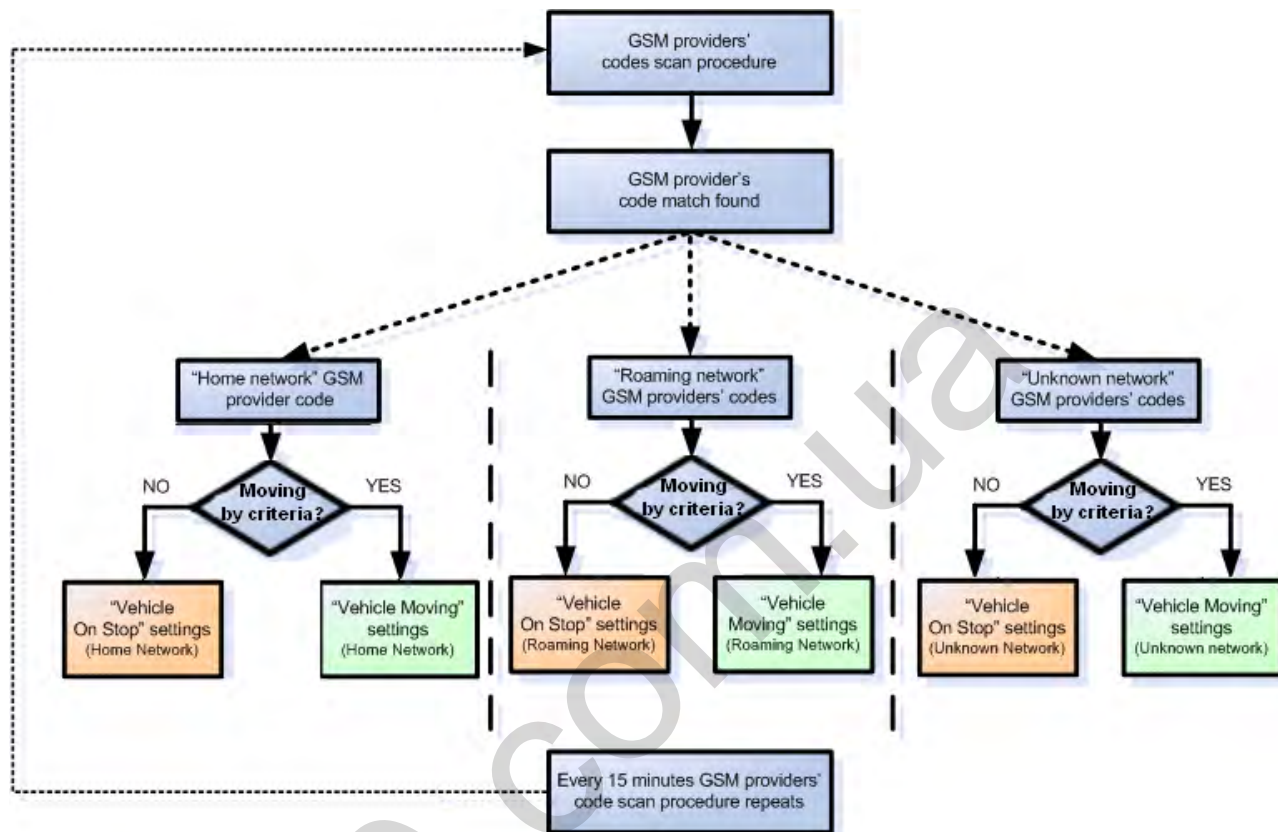 GSM providers'
codes scan procedure
GSM provider's
code match found
"Home network" GSM
provider code
"Roaming network"
GSM providers' codes
"Unknown network"
GSM providers' codes
NO
Moving
by criteria?
YES
NO
Moving
by criteria?
YES
NO
Moving
by criteria?
YES
"Vehicle
On Stop" settings
(Home Network)
"Vehicle Moving"
settings
(Home Network)
"Vehicle
On Stop" settings
(Roaming Network)
"Vehicle
Moving" settings
(Roaming Network)
"Vehicle
On Stop" settings
(Unknown Network)
"Vehicle Moving"
settings
(Unknown network)
Every 15 minutes GSM providers'
code scan procedure repeats
com.ua